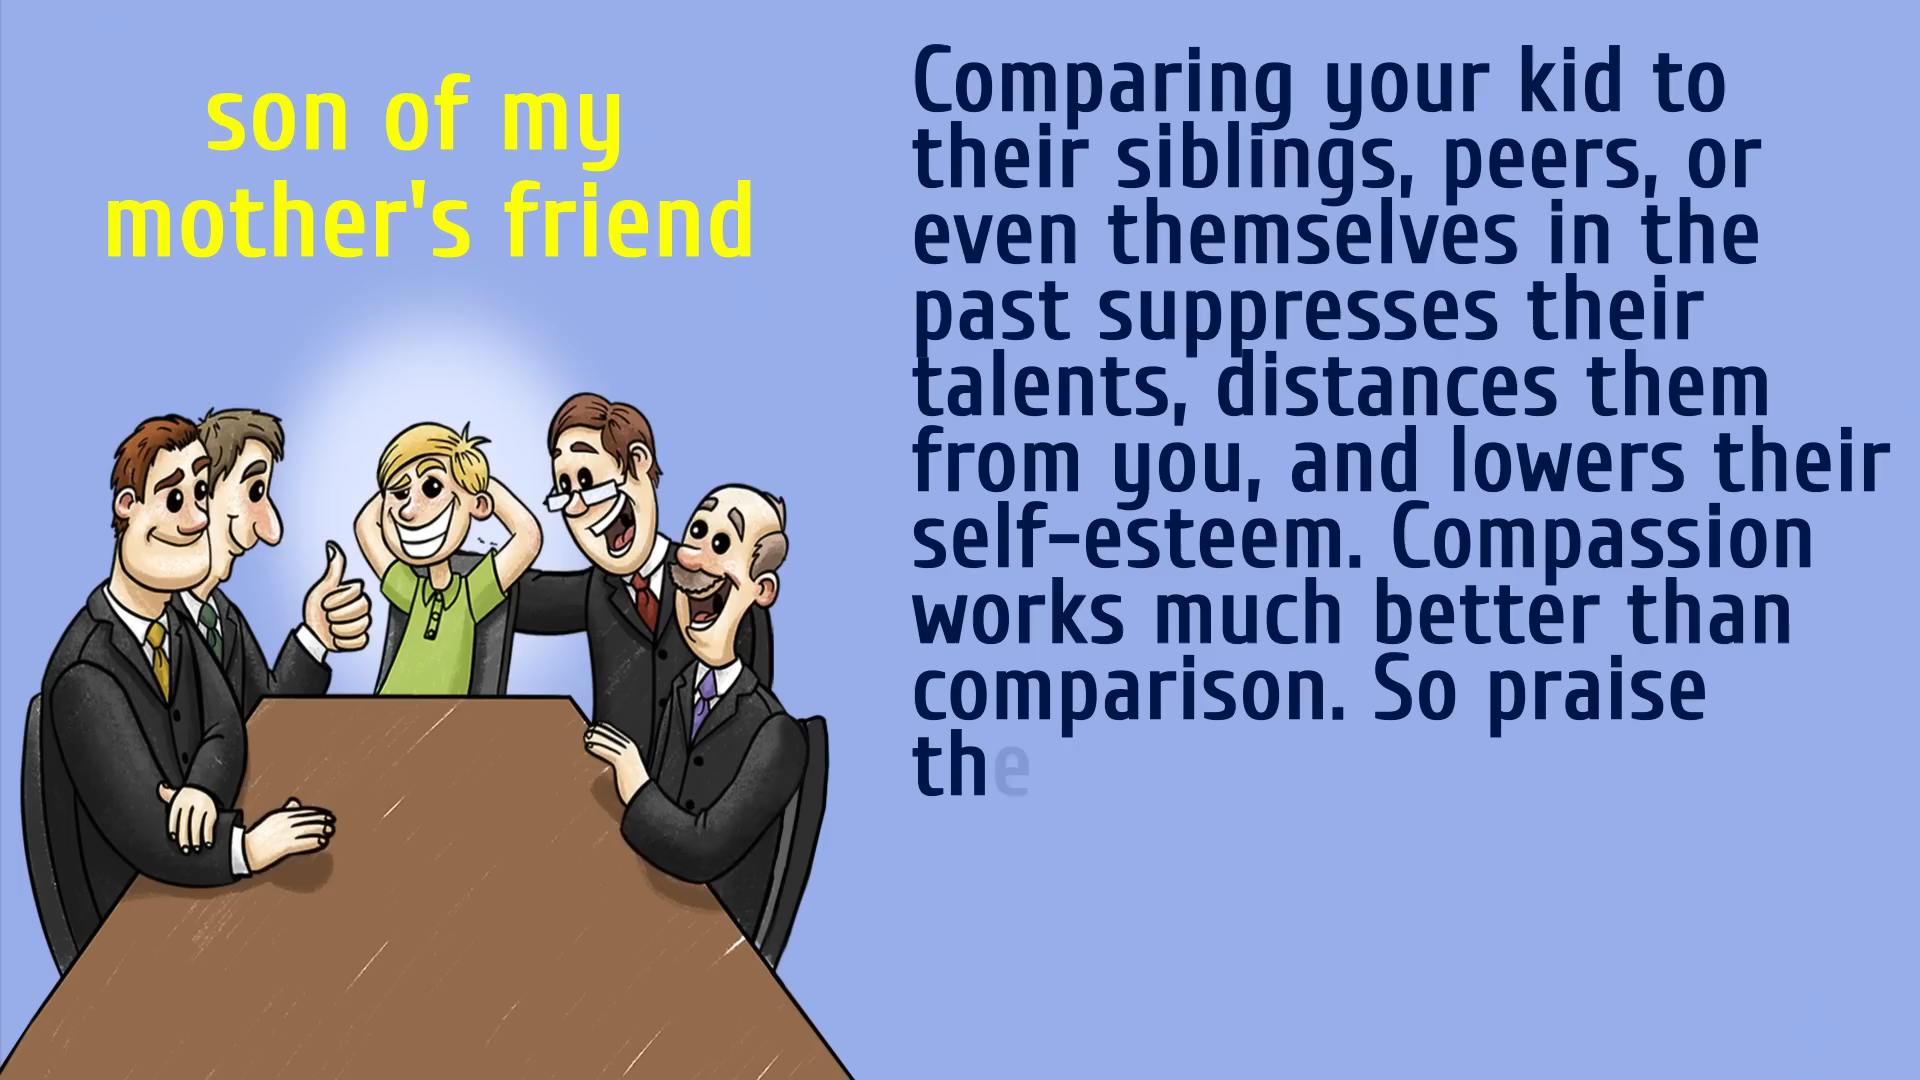 son of my
mother's friend
Comparing your kid to
their siblings, peers, or
even themselves in the
past suppresses their
talents, distances them
from you, and lowers their
self-esteem. Compassion
works much better than
comparison. So praise
the